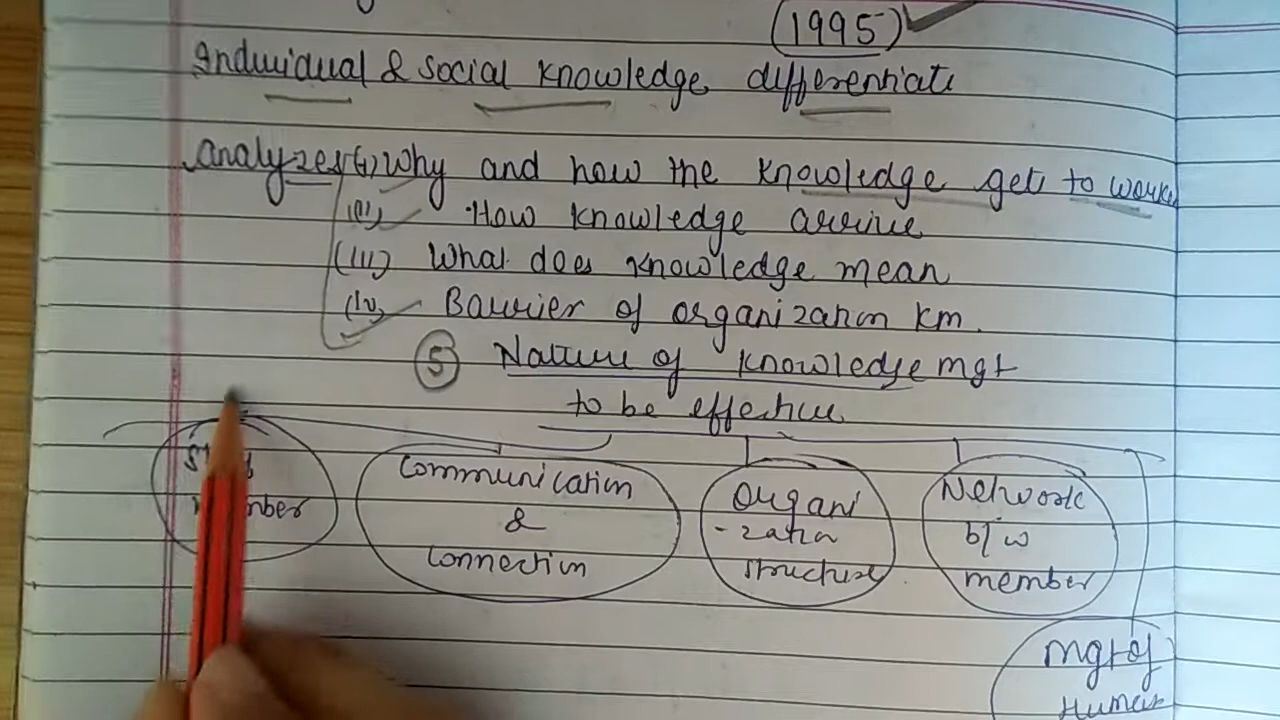 (1995)
Individual & Social Knowledge differentiate
Analyzes (i) Why and how the Knowledge gets to work
(ii) How Knowledge arrive
(iii) What does Knowledge mean
(iv) Barrier of organization KM.
5 Nature of Knowledge mgt
to be effective
Communication
&
Connection
Organi
-zation
structure
Network
b/w
member
mgt of
Human